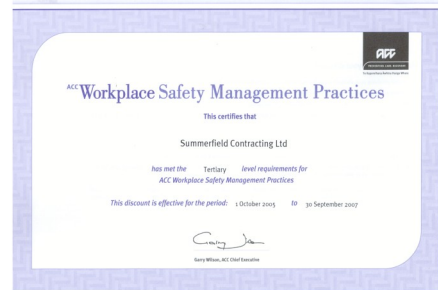 ACC
ACC Workplace Safety Management Practices
This certifies that
Summerfield Contracting Ltd
has met the Tertiary level requirements for
ACC Workplace Safety Management Practices
This discount is effective for the period: 1 October 2005 to 30 September 2007
Garry Wilson, ACC Chief Executive